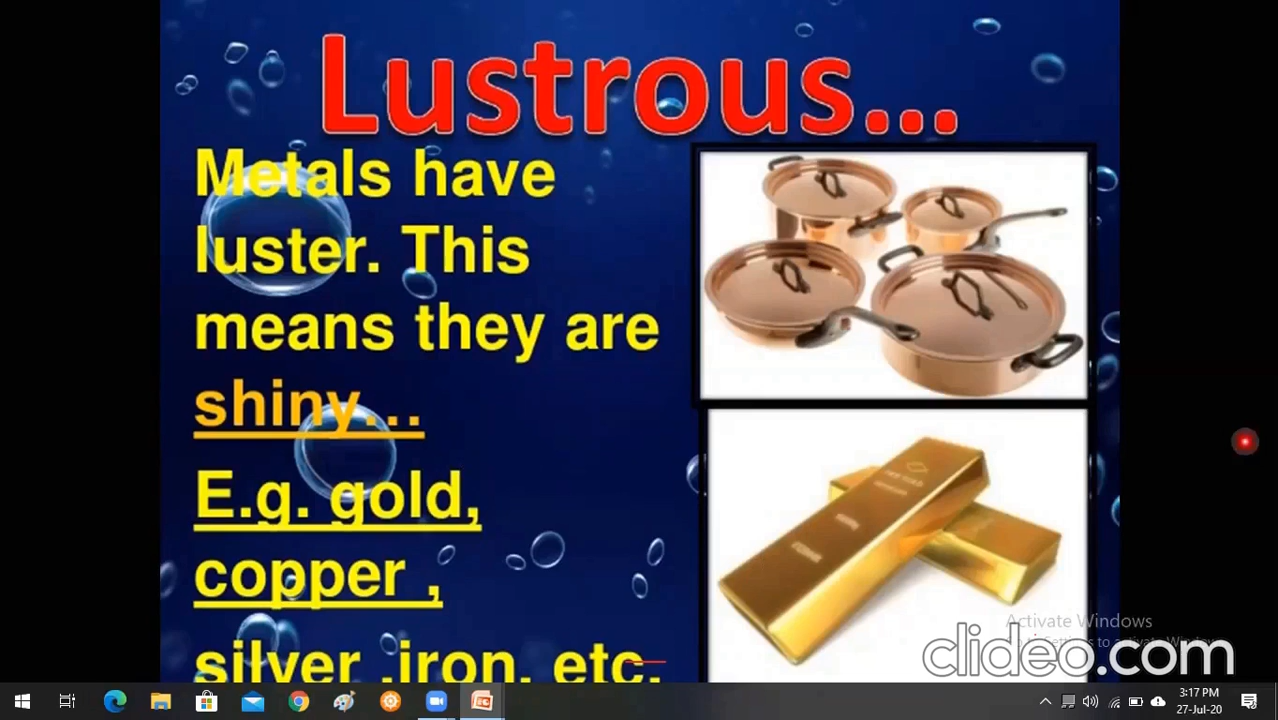 Lustrous...
Metals have
luster. This
means they are
shiny...
E.g. gold,
copper ,
silver ,iron, etc.
Activate Windows
clideo.com
3:17 PM
27-Jul-20